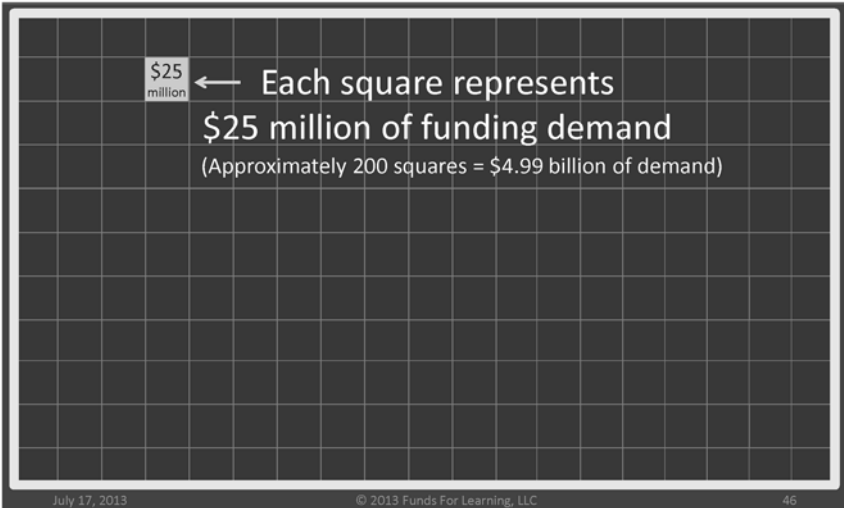 $25
million
Each square represents
$25 million of funding demand
(Approximately 200 squares = $4.99 billion of demand)
July 17, 2013
© 2013 Funds For Learning, LLC
46